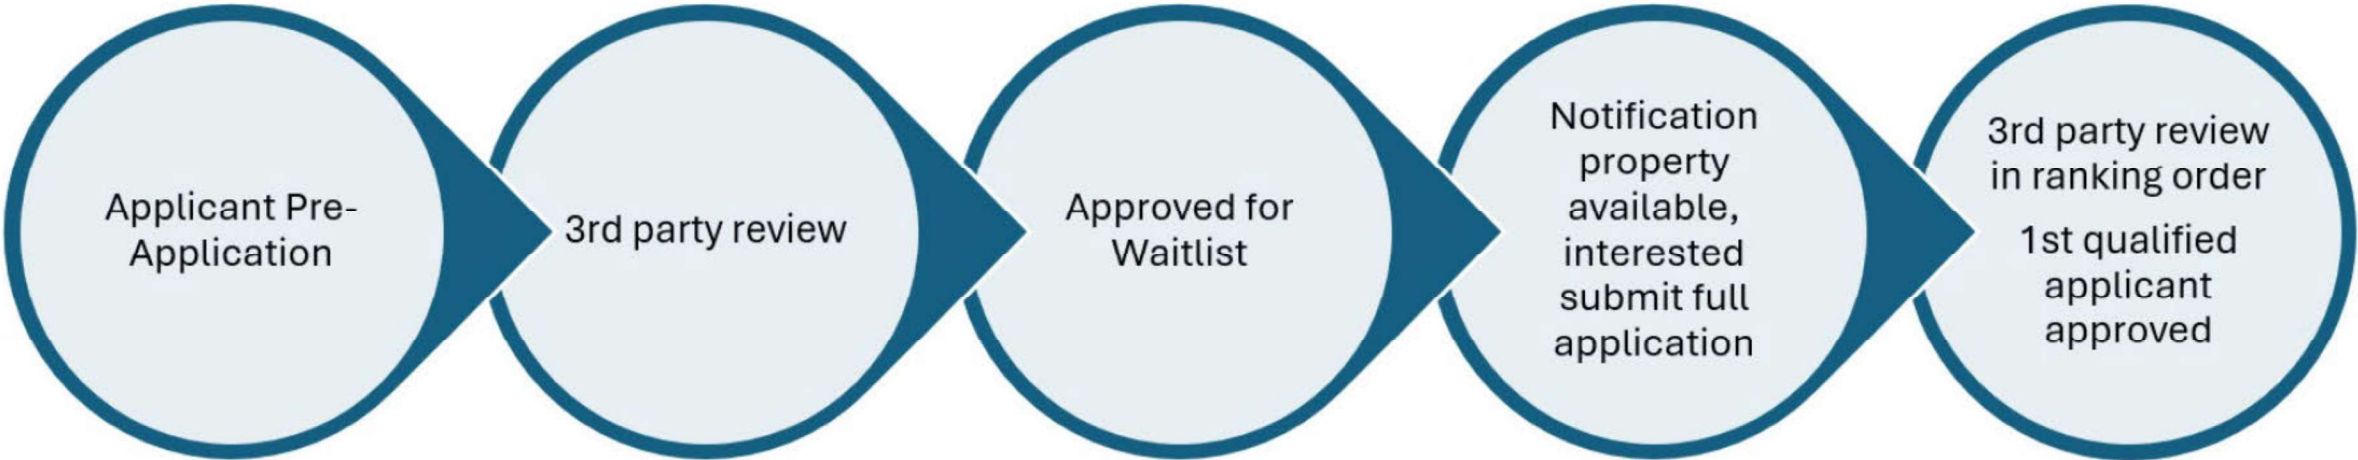 Applicant Pre-
Application
3rd party review
Approved for
Waitlist
Notification
property
available,
interested
submit full
application
3rd party review
in ranking order
1st qualified
applicant
approved